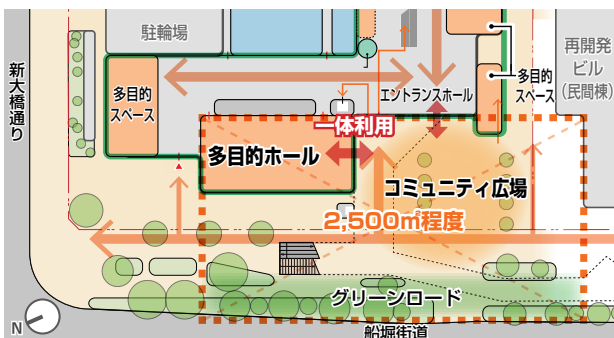 駐輪場
再開発
ビル
(民間棟)
新大橋通り
多目的
スペース
エントランスホール
多目的
スペース
一体利用
多目的ホール
コミュニティ広場
2,500㎡程度
グリーンロード
船堀街道
N